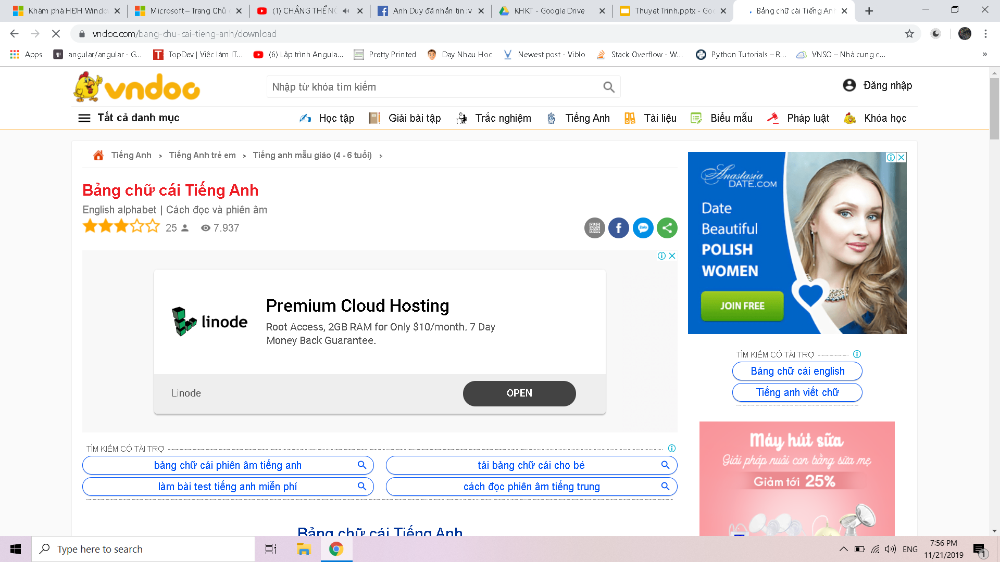 Khám phá HĐH Windo
Microsoft – Trang Chủ
(1) CHẲNG THỂ NÓ
Anh Duy đã nhắn tin :v
KHKT - Google Drive
Thuyet Trinh.pptx - Goo
Bảng chữ cái Tiếng Anh
vndoc.com/bang-chu-cai-tieng-anh/download
Apps
angular/angular - G...
TopDev | Việc làm IT...
(6) Lập trình Angula...
Pretty Printed
Dạy Nhau Học
Newest post - Viblo
Stack Overflow - W...
Python Tutorials – R...
VNSO – Nhà cung c...
»
vndoc
Nhập từ khóa tìm kiếm
Đăng nhập
Tất cả danh mục
Học tập
Giải bài tập
Trắc nghiệm
Tiếng Anh
Tài liệu
Biểu mẫu
Pháp luật
Khóa học
Tiếng Anh › Tiếng Anh trẻ em › Tiếng anh mẫu giáo (4 - 6 tuổi) ›
Bảng chữ cái Tiếng Anh
English alphabet | Cách đọc và phiên âm
25 7.937
Zalo
linode
Premium Cloud Hosting
Root Access, 2GB RAM for Only $10/month. 7 Day
Money Back Guarantee.
Linode
OPEN
TÌM KIẾM CÓ TÀI TRỢ
bảng chữ cái phiên âm tiếng anh
tải bảng chữ cái cho bé
làm bài test tiếng anh miễn phí
cách đọc phiên âm tiếng trung
Bảng chữ cái Tiếng Anh
Anastasia
DATE.COM
Date
Beautiful
POLISH
WOMEN
JOIN FREE
TÌM KIẾM CÓ TÀI TRỢ
Bảng chữ cái english
Tiếng anh viết chữ
Máy hút sữa
Giải pháp nuôi con bằng sữa mẹ
Giảm tới 25%
Type here to search
ENG
7:56 PM
11/21/2019
1